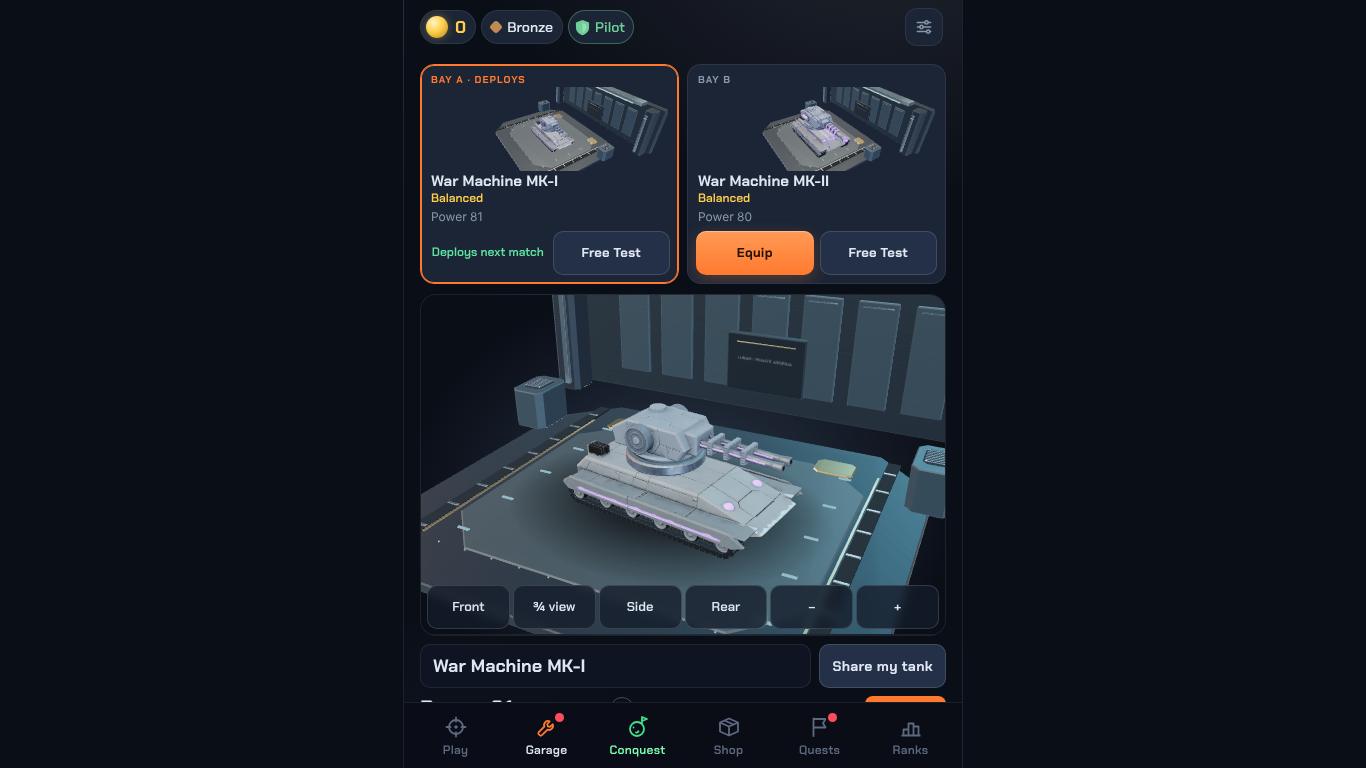 0
Bronze
Pilot
BAY A · DEPLOYS
War Machine MK-I
Balanced
Power 81
Deploys next match
Free Test
BAY B
War Machine MK-II
Balanced
Power 80
Equip
Free Test
Front
¾ view
Side
Rear
–
+
War Machine MK-I
Share my tank
Play
Garage
Conquest
Shop
Quests
Ranks